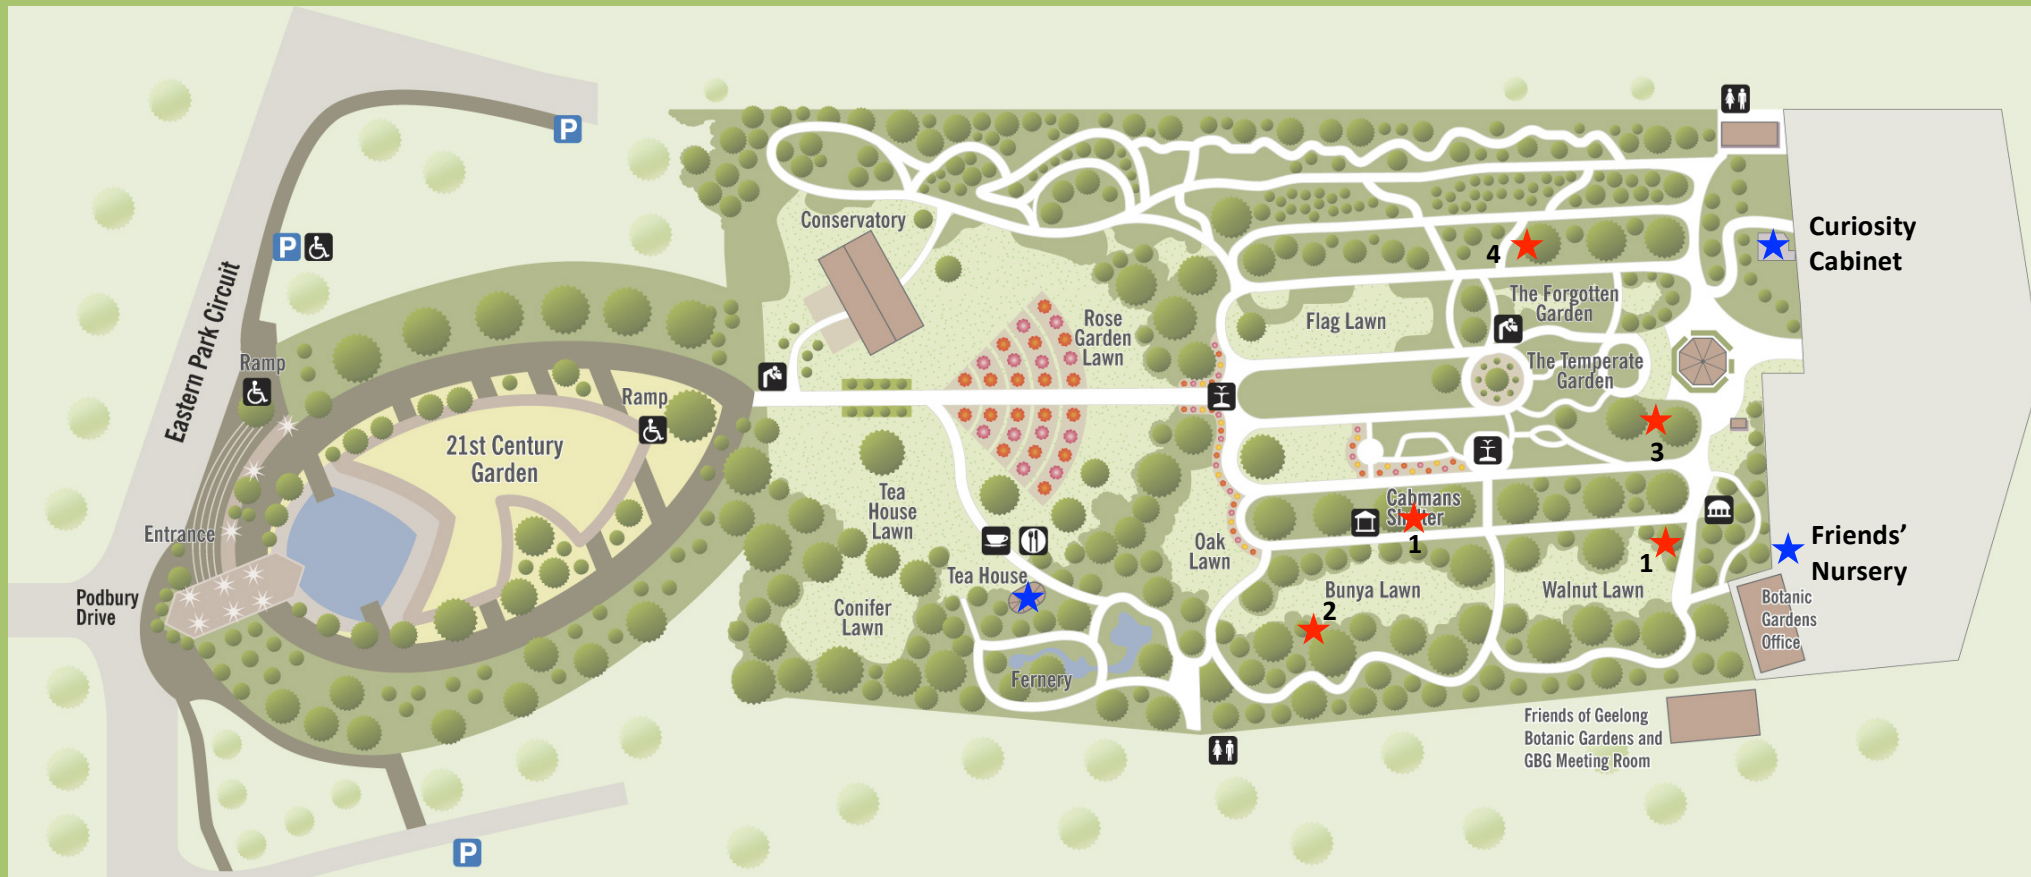 P
Curiosity
Cabinet
Conservatory
4
P
Eastern Park Circuit
The Forgotten
Garden
Rose
Garden
Lawn
Flag Lawn
Ramp
The Temperate
Garden
Ramp
21st Century
Garden
3
Tea
House
Lawn
Cabmans
Shelter
Entrance
1
Oak
Lawn
1
Friends'
Nursery
Tea House
Bunya Lawn
Walnut Lawn
Podbury
Drive
Conifer
Lawn
2
Botanic
Gardens
Office
Fernery
Friends of Geelong
Botanic Gardens and
GBG Meeting Room
P